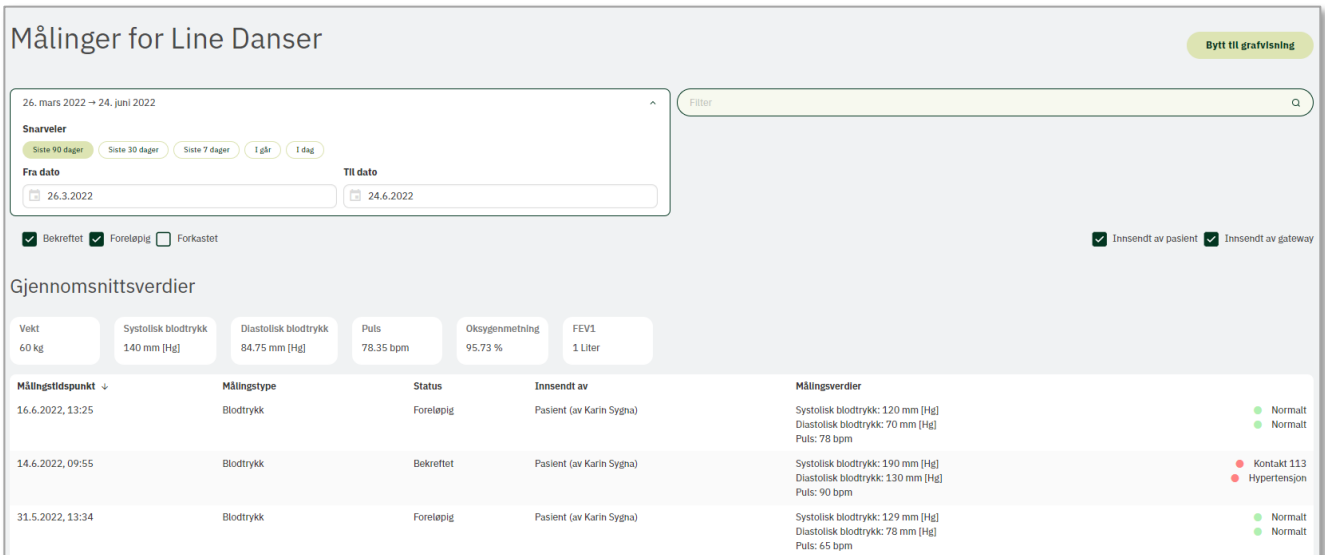 Målinger for Line Danser
Bytt til grafvisning
26. mars 2022 → 24. juni 2022
Filter
Snarveier
Siste 90 dager Siste 30 dager Siste 7 dager I går I dag
Fra dato Til dato
26.3.2022 24.6.2022
Bekreftet Foreløpig Forkastet Innsendt av pasient Innsendt av gateway
Gjennomsnittsverdier
Vekt Systolisk blodtrykk Diastolisk blodtrykk Puls Oksygenmetning FEV1
60 kg 140 mm [Hg] 84.75 mm [Hg] 78.35 bpm 95.73 % 1 Liter
Målingstidspunkt ↓ Målingstype Status Innsendt av Målingsverdier
16.6.2022, 13:25 Blodtrykk Foreløpig Pasient (av Karin Sygna) Systolisk blodtrykk: 120 mm [Hg] Normalt
Diastolisk blodtrykk: 70 mm [Hg] Normalt
Puls: 78 bpm
14.6.2022, 09:55 Blodtrykk Bekreftet Pasient (av Karin Sygna) Systolisk blodtrykk: 190 mm [Hg] Kontakt 113
Diastolisk blodtrykk: 130 mm [Hg] Hypertensjon
Puls: 90 bpm
31.5.2022, 13:34 Blodtrykk Foreløpig Pasient (av Karin Sygna) Systolisk blodtrykk: 129 mm [Hg] Normalt
Diastolisk blodtrykk: 78 mm [Hg] Normalt
Puls: 65 bpm